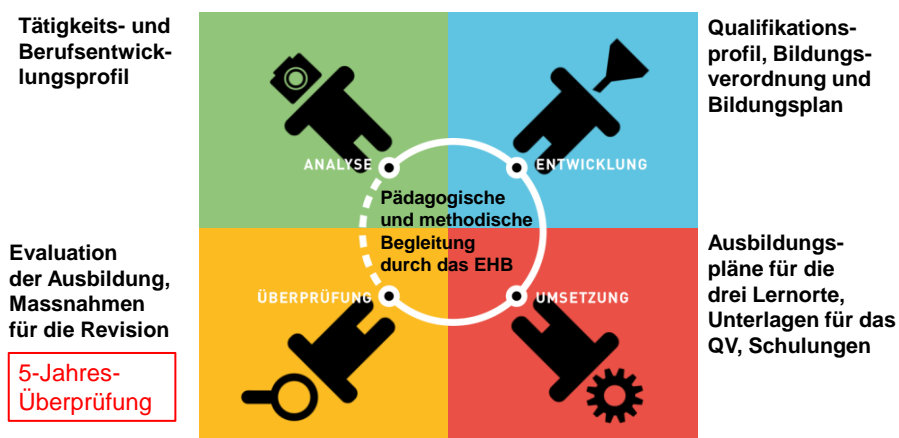 Tätigkeits- und
Berufsentwick-
lungsprofil
Qualifikations-
profil, Bildungs-
verordnung und
Bildungsplan
ANALYSE
ENTWICKLUNG
Pädagogische
und methodische
Begleitung
durch das EHB
ÜBERPRÜFUNG
UMSETZUNG
Evaluation
der Ausbildung,
Massnahmen
für die Revision
5-Jahres-
Überprüfung
Ausbildungs-
pläne für die
drei Lernorte,
Unterlagen für das
QV, Schulungen